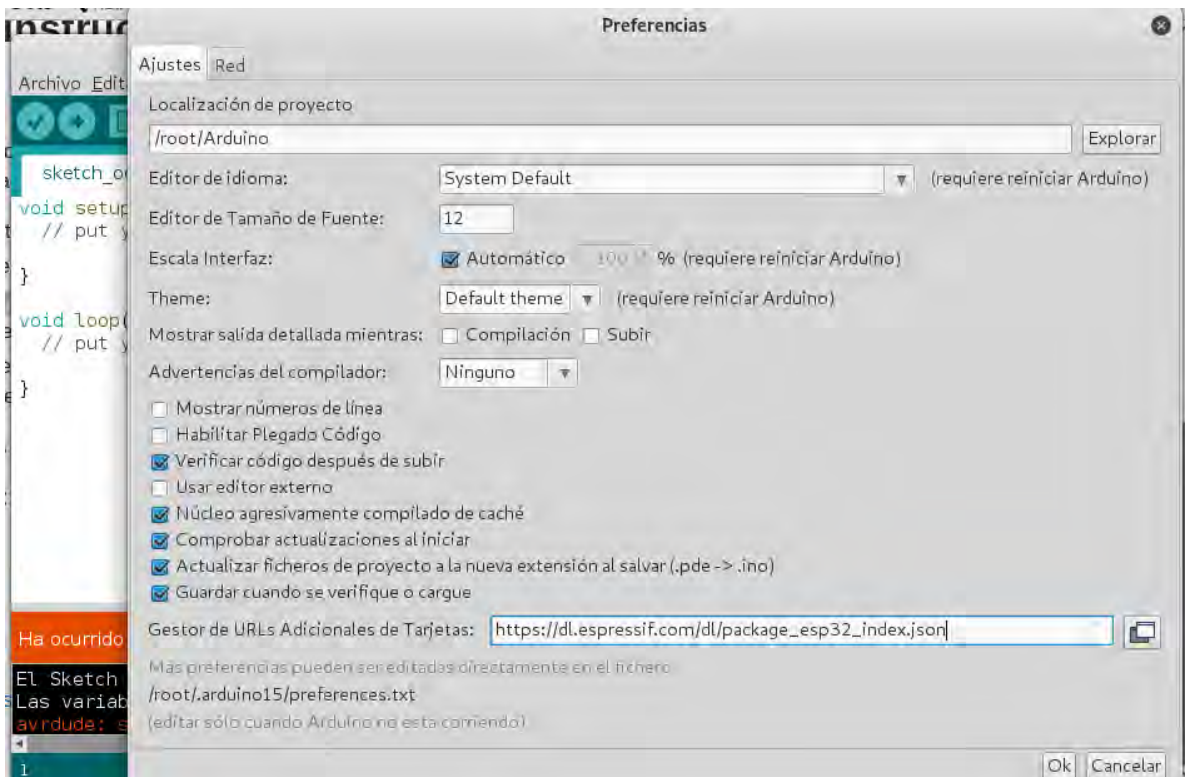 Preferencias
Ajustes Red
Archivo Edit
Localización de proyecto
/root/Arduino Explorar
sketch_o
Editor de idioma: System Default (requiere reiniciar Arduino)
void setup
Editor de Tamaño de Fuente: 12
// put y
Escala Interfaz: Automático 100 % (requiere reiniciar Arduino)
}
Theme: Default theme (requiere reiniciar Arduino)
void loop(
Mostrar salida detallada mientras: Compilación Subir
// put y
Advertencias del compilador: Ninguno
}
Mostrar números de línea
Habilitar Plegado Código
Verificar código después de subir
Usar editor externo
Núcleo agresivamente compilado de caché
Comprobar actualizaciones al iniciar
Actualizar ficheros de proyecto a la nueva extensión al salvar (.pde -> .ino)
Guardar cuando se verifique o cargue
Ha ocurrido
Gestor de URLs Adicionales de Tarjetas: https://dl.espressif.com/dl/package_esp32_index.json
Más preferencias pueden ser editadas directamente en el fichero
El Sketch
/root/.arduino15/preferences.txt
Las variab
(editar sólo cuando Arduino no esta corriendo)
avrdude: s
1
Ok Cancelar